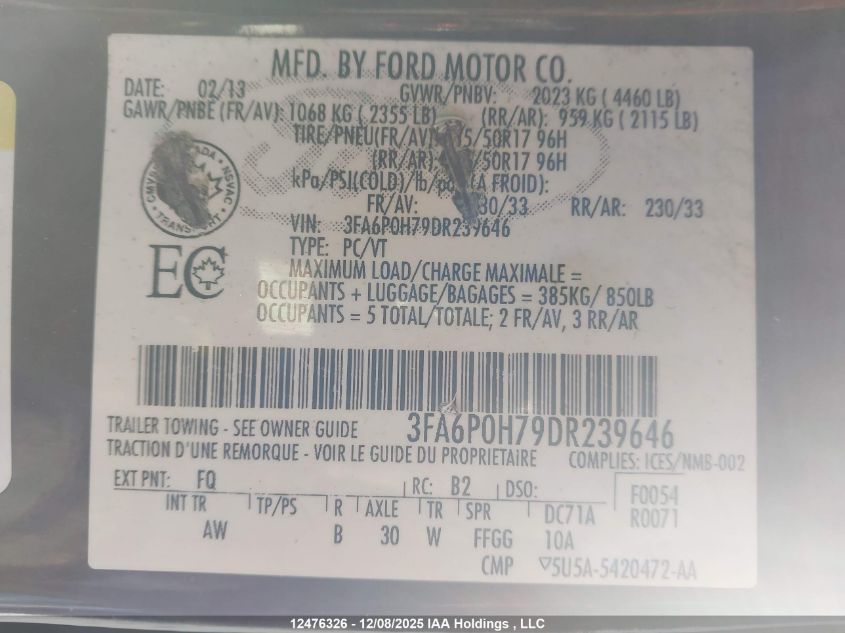 MFD. BY FORD MOTOR CO.
DATE: 02/13 GVWR/PNBV: 2023 KG ( 4460 LB)
GAWR/PNBE (FR/AV): 1068 KG ( 2355 LB) (RR/AR): 959 KG ( 2115 LB)
TIRE/PNEU(FR/AV) 5/50R17 96H
(RR/AR) 50R17 96H
kPa/PSI(COLD)/lb/ (A FROID):
FR/AV: 30/33 RR/AR: 230/33
VIN: 3FA6P0H79DR239646
TYPE: PC/VT
EC
MAXIMUM LOAD/CHARGE MAXIMALE =
OCCUPANTS + LUGGAGE/BAGAGES = 385KG/ 850LB
OCCUPANTS = 5 TOTAL/TOTALE; 2 FR/AV, 3 RR/AR
TRAILER TOWING - SEE OWNER GUIDE 3FA6P0H79DR239646
TRACTION D'UNE REMORQUE - VOIR LE GUIDE DU PROPRIETAIRE COMPLIES: ICES/NMB-002
EXT PNT: FQ RC: B2 DSO: F0054
INT TR TP/PS R AXLE TR SPR DC71A R0071
AW B 30 W FFGG 10A
CMP ▽5U5A-5420472-AA
12476326 - 12/08/2025 IAA Holdings , LLC